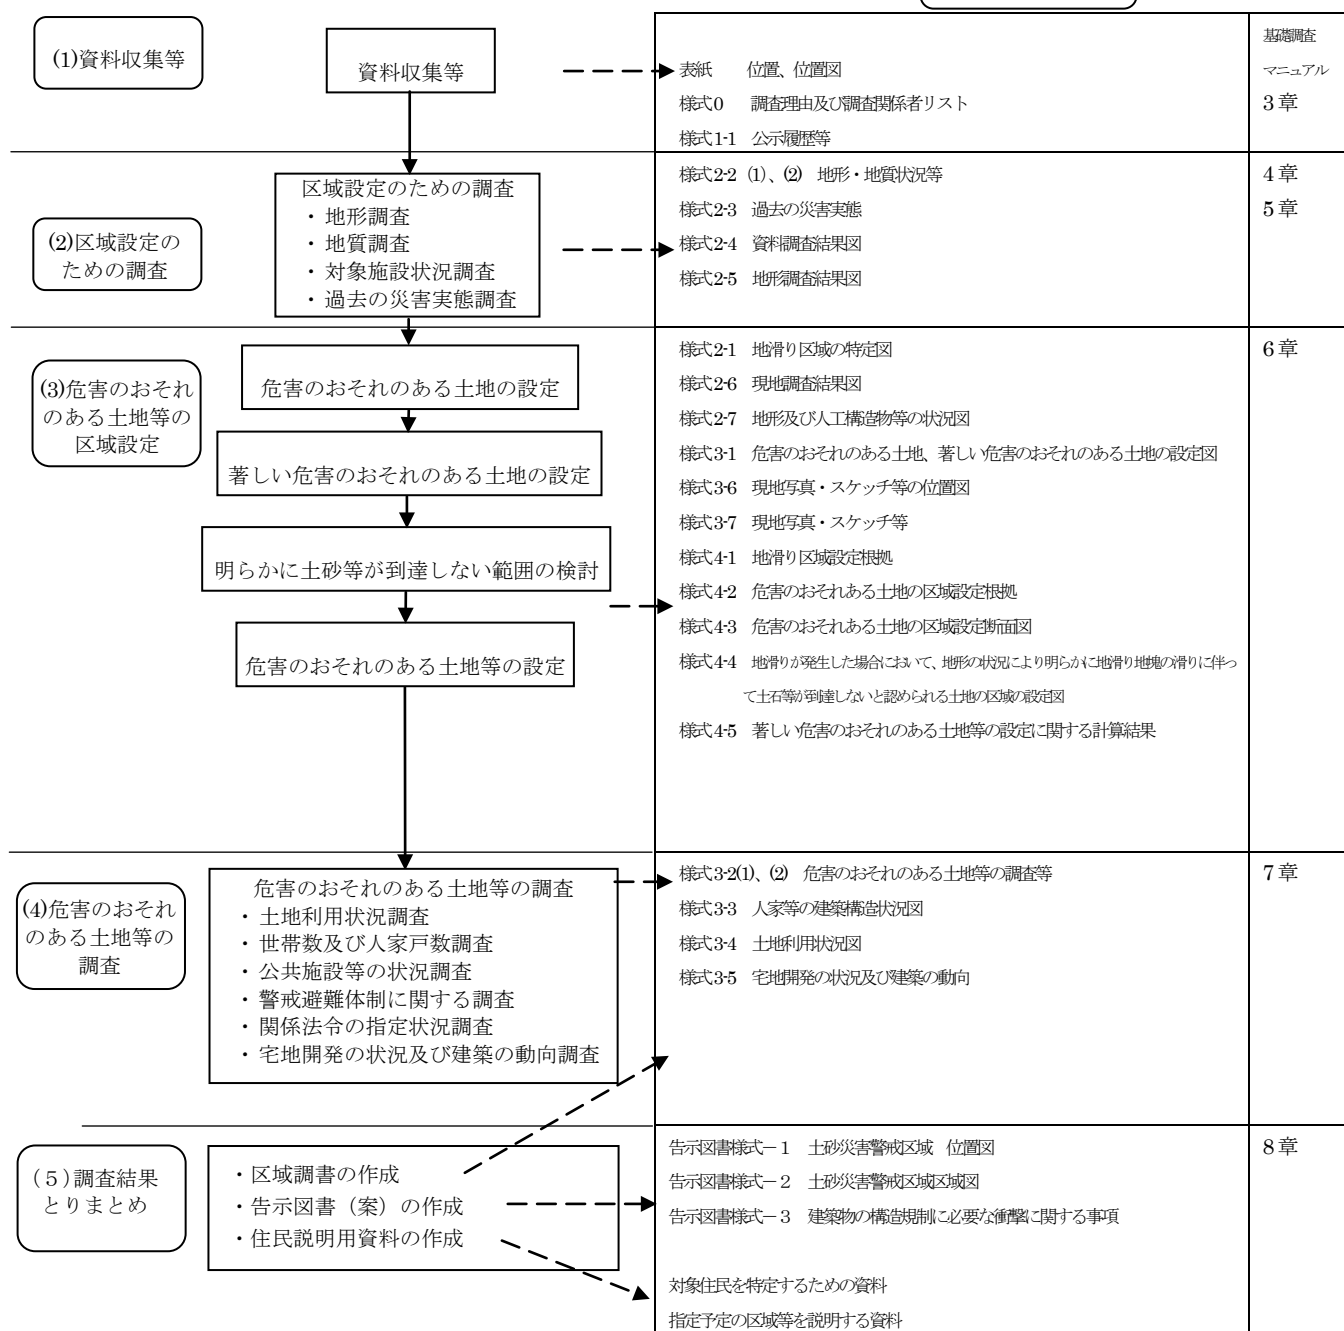 (1)資料収集等
資料収集等
表紙　位置、位置図
様式0　調査理由及び調査関係者リスト
様式1-1　公示履歴等
基礎調査
マニュアル
3章
(2)区域設定の
ための調査
区域設定のための調査
・地形調査
・地質調査
・対象施設状況調査
・過去の災害実態調査
様式2-2 (1)、(2)　地形・地質状況等
様式2-3　過去の災害実態
様式2-4　資料調査結果図
様式2-5　地形調査結果図
4章
5章
(3)危害のおそれ
のある土地等の
区域設定
危害のおそれのある土地の設定
著しい危害のおそれのある土地の設定
明らかに土砂等が到達しない範囲の検討
危害のおそれのある土地等の設定
様式2-1　地滑り区域の特定図
様式2-6　現地調査結果図
様式2-7　地形及び人工構造物等の状況図
様式3-1　危害のおそれのある土地、著しい危害のおそれのある土地の設定図
様式3-6　現地写真・スケッチ等の位置図
様式3-7　現地写真・スケッチ等
様式4-1　地滑り区域設定根拠
様式4-2　危害のおそれある土地の区域設定根拠
様式4-3　危害のおそれある土地の区域設定断面図
様式4-4　地滑りが発生した場合において、地形の状況により明らかに地滑り地塊の滑りに伴っ
て土石等が到達しないと認められる土地の区域の設定図
様式4-5　著しい危害のおそれのある土地等の設定に関する計算結果
6章
(4)危害のおそれ
のある土地等の
調査
危害のおそれのある土地等の調査
・土地利用状況調査
・世帯数及び人家戸数調査
・公共施設等の状況調査
・警戒避難体制に関する調査
・関係法令の指定状況調査
・宅地開発の状況及び建築の動向調査
様式3-2(1)、(2)　危害のおそれのある土地等の調査等
様式3-3　人家等の建築構造状況図
様式3-4　土地利用状況図
様式3-5　宅地開発の状況及び建築の動向
7章
(５)調査結果
とりまとめ
・区域調書の作成
・告示図書（案）の作成
・住民説明用資料の作成
告示図書様式－1　土砂災害警戒区域　位置図
告示図書様式－2　土砂災害警戒区域区域図
告示図書様式－3　建築物の構造規制に必要な衝撃に関する事項
対象住民を特定するための資料
指定予定の区域等を説明する資料
8章